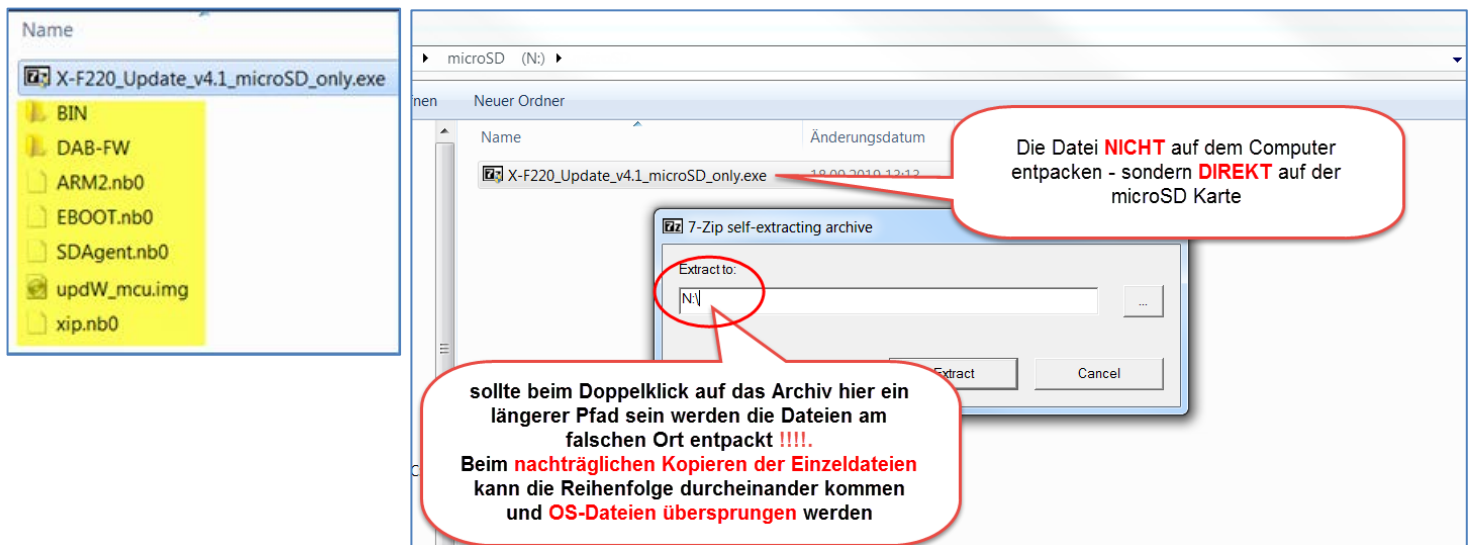 Name
X-F220_Update_v4.1_microSD_only.exe
BIN
DAB-FW
ARM2.nb0
EBOOT.nb0
SDAgent.nb0
updW_mcu.img
xip.nb0
microSD (N:)
Neuer Ordner
Name Änderungsdatum
X-F220_Update_v4.1_microSD_only.exe
Die Datei NICHT auf dem Computer
entpacken - sondern DIREKT auf der
microSD Karte
7-Zip self-extracting archive
Extract to:
N:\
...
Extract Cancel
sollte beim Doppelklick auf das Archiv hier ein
längerer Pfad sein werden die Dateien am
falschen Ort entpackt !!!!.
Beim nachträglichen Kopieren der Einzeldateien
kann die Reihenfolge durcheinander kommen
und OS-Dateien übersprungen werden